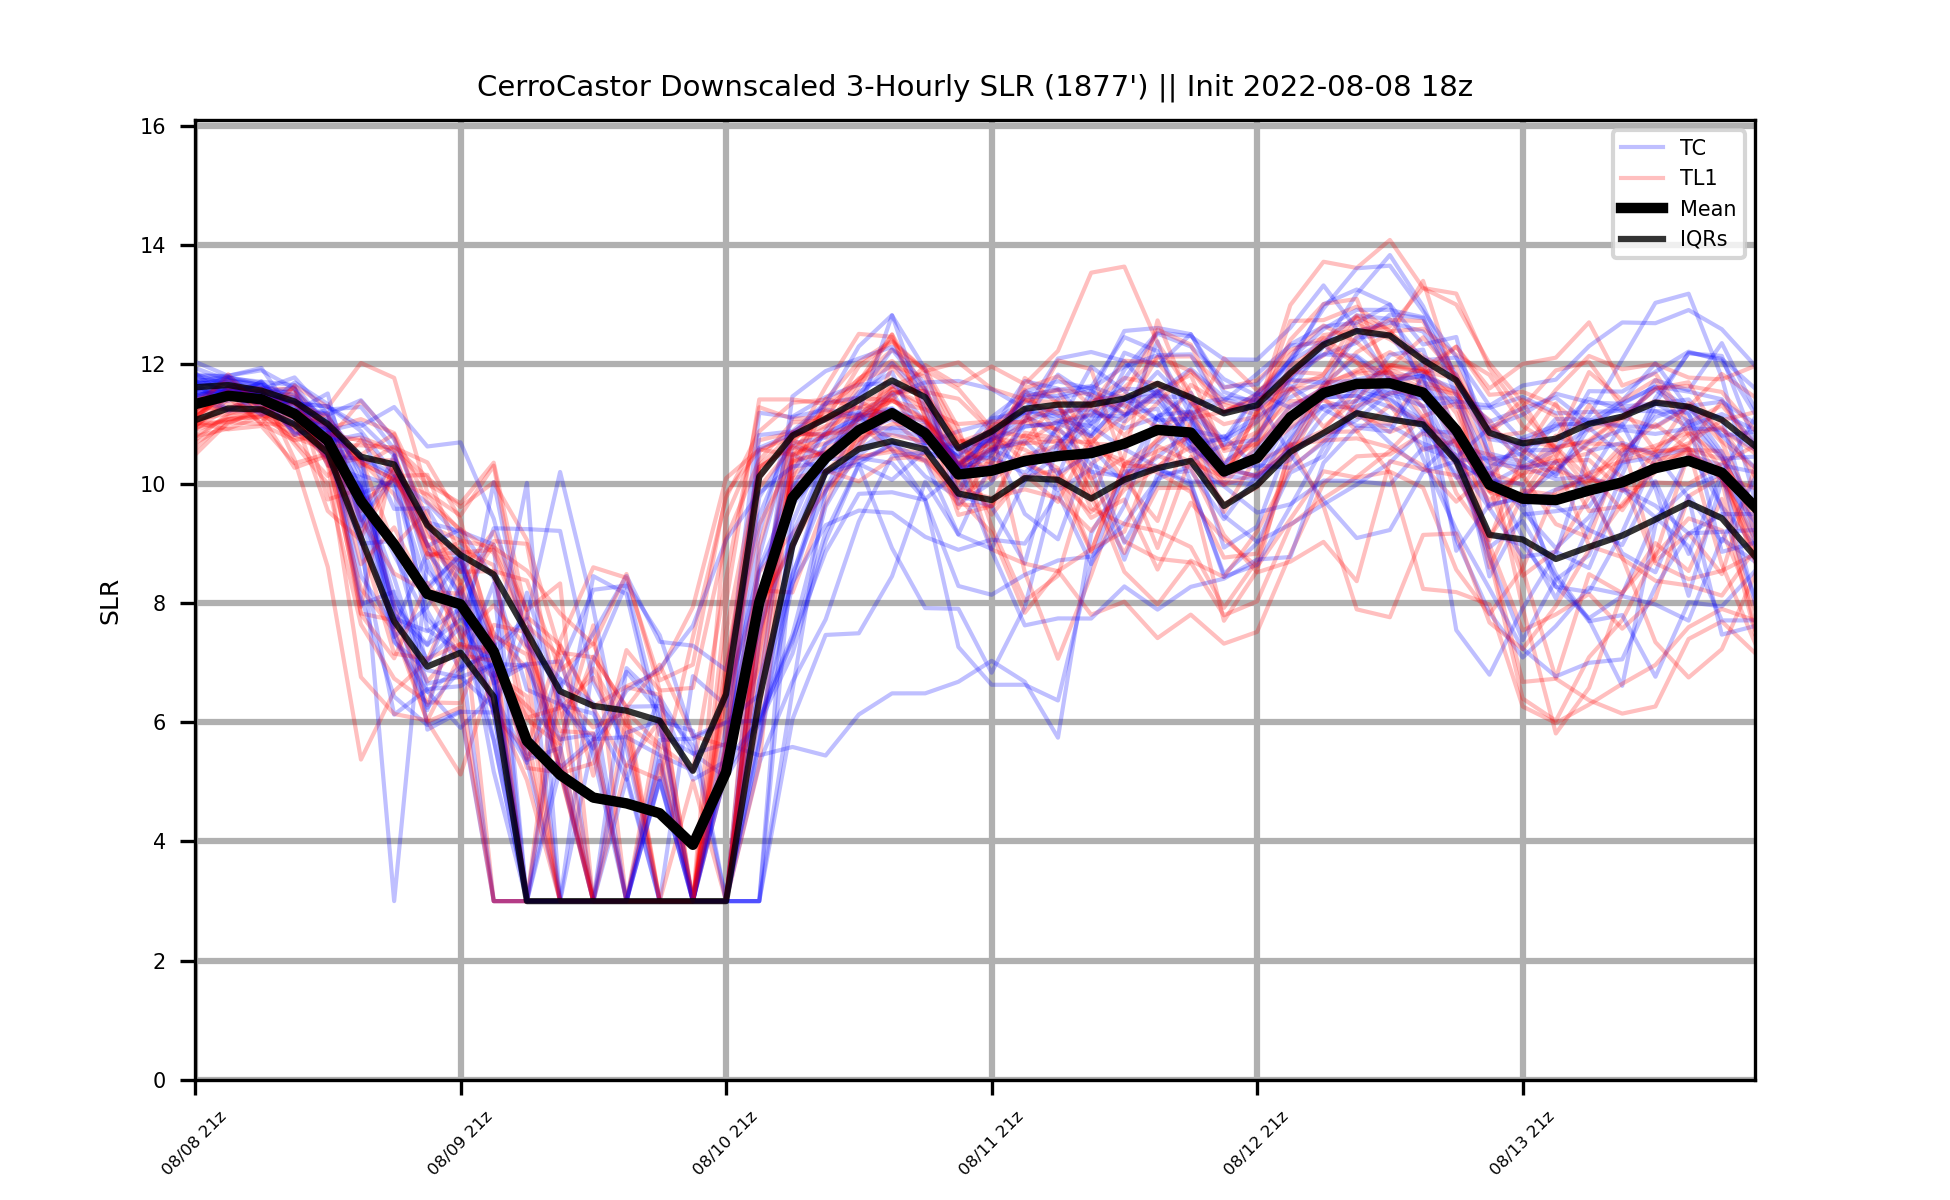 CerroCastor Downscaled 3-Hourly SLR (1877') || Init 2022-08-08 18z
TC
TL1
Mean
IQRs
SLR
16
14
12
10
8
6
4
2
0
08/08 21z
08/09 21z
08/10 21z
08/11 21z
08/12 21z
08/13 21z